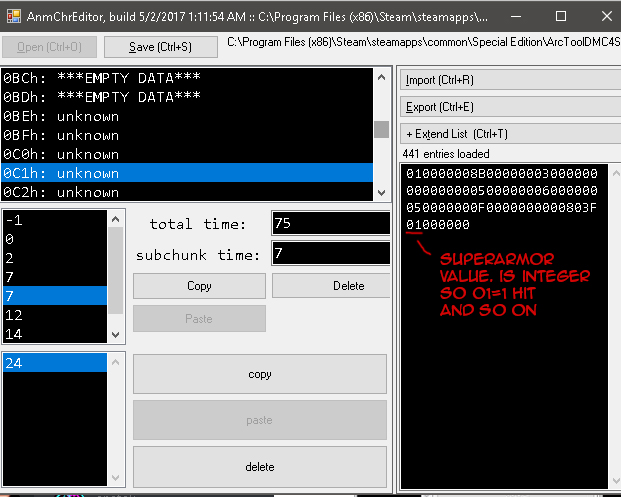 AnmChrEditor, build 5/2/2017 1:11:54 AM :: C:\Program Files (x86)\Steam\steamapps\...
Open (Ctrl+O)
Save (Ctrl+S)
C:\Program Files (x86)\Steam\steamapps\common\Special Edition\ArcToolDMC4S
0BCh: ***EMPTY DATA***
0BDh: ***EMPTY DATA***
0BEh: unknown
0BFh: unknown
0C0h: unknown
0C1h: unknown
0C2h: unknown
Import (Ctrl+R)
Export (Ctrl+E)
+ Extend List (Ctrl+T)
441 entries loaded
-1
0
2
7
7
12
14
total time:
75
subchunk time:
7
Copy
Delete
Paste
24
copy
paste
delete
010000008B00000003000000
000000000500000006000000
050000000F0000000000803F
01000000
SUPERARMOR
VALUE. IS INTEGER
SO 01=1 HIT
AND SO ON